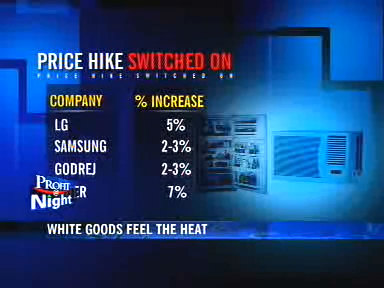 PRICE HIKE SWITCHED ON
PRICE HIKE SWITCHED ON
COMPANY % INCREASE
LG 5%
SAMSUNG 2-3%
GODREJ 2-3%
7%
PROFIT
@
Night
WHITE GOODS FEEL THE HEAT